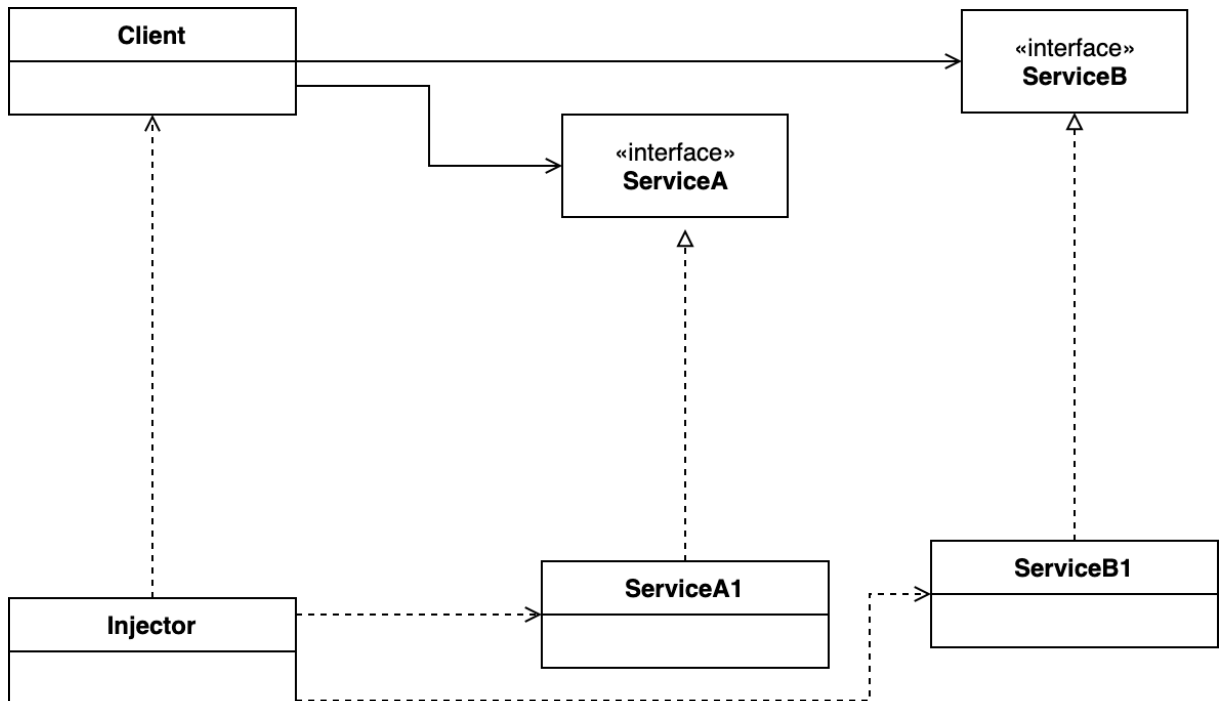 Client
«interface»
ServiceB
«interface»
ServiceA
ServiceA1
ServiceB1
Injector